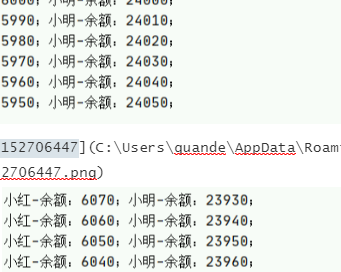 6000；小明-余额：24000；
5990；小明-余额：24010；
5980；小明-余额：24020；
5970；小明-余额：24030；
5960；小明-余额：24040；
5950；小明-余额：24050；
152706447](C:\Users\quande\AppData\Roam
2706447.png)
小红-余额：6070；小明-余额：23930；
小红-余额：6060；小明-余额：23940；
小红-余额：6050；小明-余额：23950；
小红-余额：6040；小明-余额：23960；